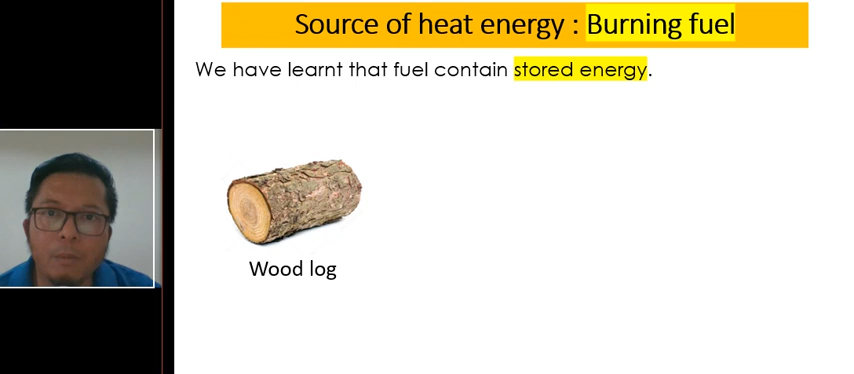 Source of heat energy : Burning fuel
We have learnt that fuel contain stored energy.
Wood log